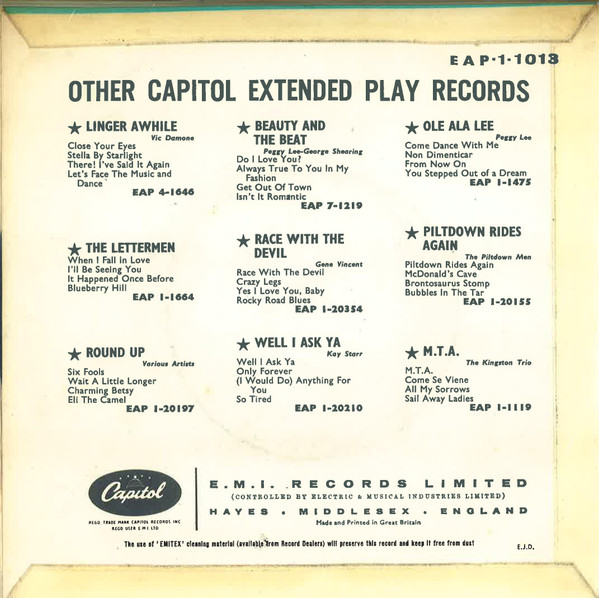 EAP·1·1013
OTHER CAPITOL EXTENDED PLAY RECORDS
★ LINGER AWHILE
Vic Damone
Close Your Eyes
Stella By Starlight
There! I've Said It Again
Let's Face The Music and
Dance
EAP 4-1646
★ BEAUTY AND
THE BEAT
Peggy Lee-George Shearing
Do I Love You?
Always True To You In My
Fashion
Get Out Of Town
Isn't It Romantic
EAP 7-1219
★ OLE ALA LEE
Peggy Lee
Come Dance With Me
Non Dimenticar
From Now On
You Stepped Out of a Dream
EAP 1-1475
★ THE LETTERMEN
When I Fall In Love
I'll Be Seeing You
It Happened Once Before
Blueberry Hill
EAP 1-1664
★ RACE WITH THE
DEVIL
Gene Vincent
Race With The Devil
Crazy Legs
Yes I Love You, Baby
Rocky Road Blues
EAP 1-20354
★ PILTDOWN RIDES
AGAIN
The Piltdown Men
Piltdown Rides Again
McDonald's Cave
Brontosaurus Stomp
Bubbles In The Tar
EAP 1-20155
★ ROUND UP
Various Artists
Six Fools
Wait A Little Longer
Charming Betsy
Eli The Camel
EAP 1-20197
★ WELL I ASK YA
Kay Starr
Well I Ask Ya
Only Forever
(I Would Do) Anything For
You
So Tired
EAP 1-20210
★ M.T.A.
The Kingston Trio
M.T.A.
Come Se Viene
All My Sorrows
Sail Away Ladies
EAP 1-1119
Capitol
REGD TRADE MARK CAPITOL RECORDS INC
REGD USER E M I LTD
E.M.I. RECORDS LIMITED
(CONTROLLED BY ELECTRIC & MUSICAL INDUSTRIES LIMITED)
HAYES · MIDDLESEX · ENGLAND
Made and Printed in Great Britain
The use of 'EMITEX' cleaning material (available from Record Dealers) will preserve this record and keep it free from dust
E.J.D.